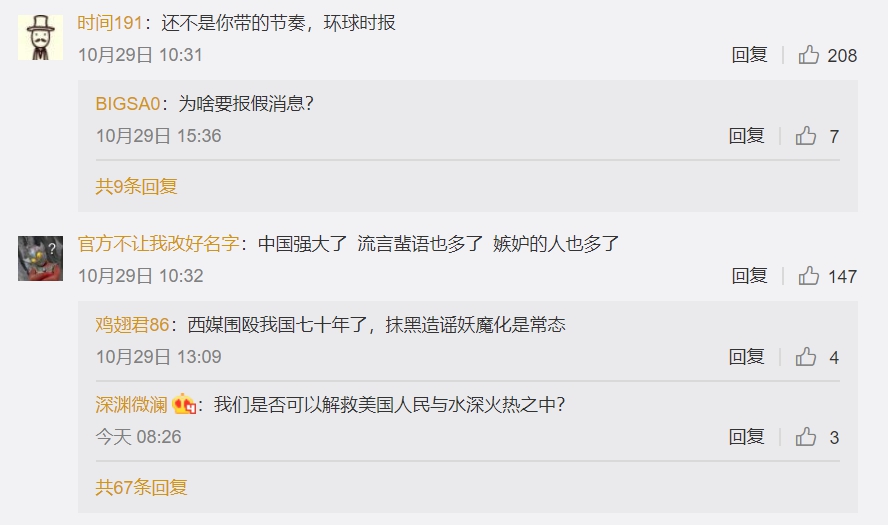 时间191：还不是你带的节奏，环球时报
10月29日 10:31 回复 208
BIGSA0：为啥要报假消息？
10月29日 15:36 回复 7
共9条回复
?
官方不让我改好名字：中国强大了 流言蜚语也多了 嫉妒的人也多了
10月29日 10:32 回复 147
鸡翅君86：西媒围殴我国七十年了，抹黑造谣妖魔化是常态
10月29日 13:09 回复 4
深渊微澜 4：我们是否可以解救美国人民与水深火热之中？
今天 08:26 回复 3
共67条回复